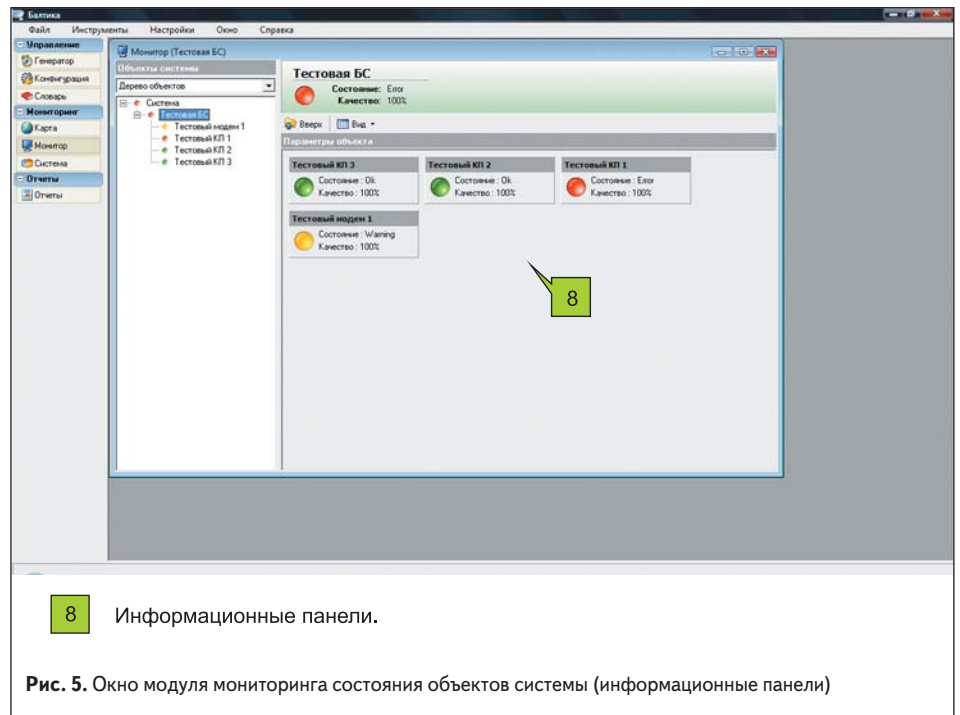 Балтика
Файл Инструменты Настройки Окно Справка
Управление
Генератор
Конфигурация
Словарь
Мониторинг
Карта
Монитор
Система
Отчеты
Отчеты
Монитор (Тестовая БС)
Объекты системы
Дерево объектов
Система
Тестовая БС
Тестовый модем 1
Тестовый КП 1
Тестовый КП 2
Тестовый КП 3
Тестовая БС
Состояние: Error
Качество: 100%
Вверх Вид
Параметры объекта
Тестовый КП 3
Состояние : Ok
Качество : 100%
Тестовый КП 2
Состояние : Ok
Качество : 100%
Тестовый КП 1
Состояние : Error
Качество : 100%
Тестовый модем 1
Состояние : Warning
Качество : 100%
8
8 Информационные панели.
Рис. 5. Окно модуля мониторинга состояния объектов системы (информационные панели)